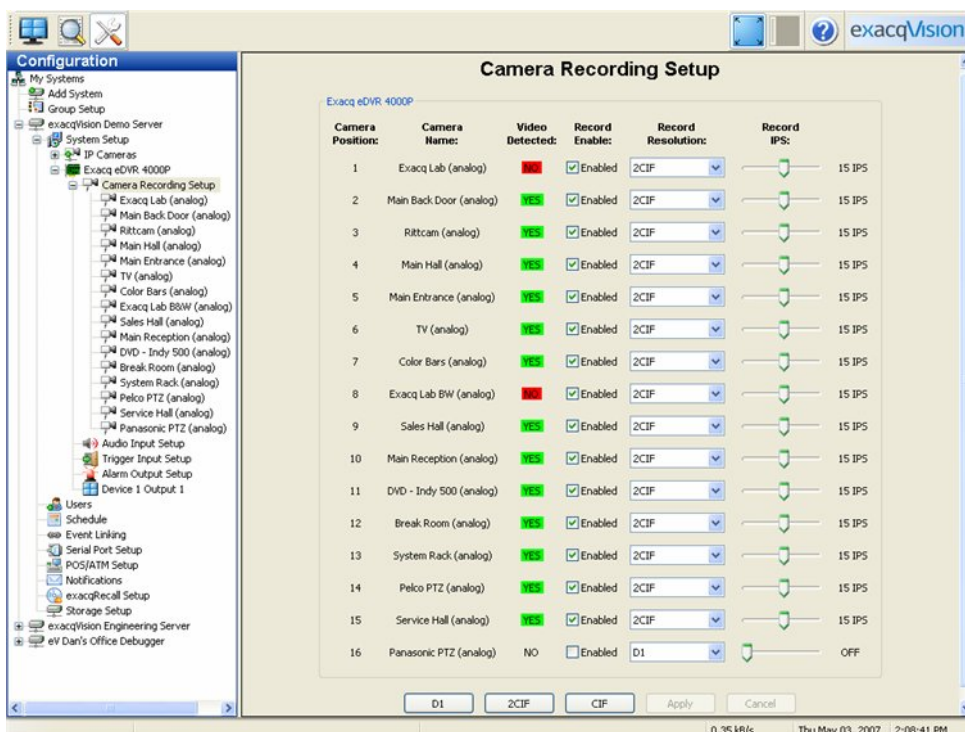 exacqVision
Configuration
My Systems
Add System
Group Setup
exacqVision Demo Server
System Setup
IP Cameras
Exacq eDVR 4000P
Camera Recording Setup
Exacq Lab (analog)
Main Back Door (analog)
Rittcam (analog)
Main Hall (analog)
Main Entrance (analog)
TV (analog)
Color Bars (analog)
Exacq Lab B&W (analog)
Sales Hall (analog)
Main Reception (analog)
DVD - Indy 500 (analog)
Break Room (analog)
System Rack (analog)
Pelco PTZ (analog)
Service Hall (analog)
Panasonic PTZ (analog)
Audio Input Setup
Trigger Input Setup
Alarm Output Setup
Device 1 Output 1
Users
Schedule
Event Linking
Serial Port Setup
POS/ATM Setup
Notifications
exacqRecall Setup
Storage Setup
exacqVision Engineering Server
eV Dan's Office Debugger
Camera Recording Setup
Exacq eDVR 4000P
Camera Position: Camera Name: Video Detected: Record Enable: Record Resolution: Record IPS:
1 Exacq Lab (analog) NO Enabled 2CIF 15 IPS
2 Main Back Door (analog) YES Enabled 2CIF 15 IPS
3 Rittcam (analog) YES Enabled 2CIF 15 IPS
4 Main Hall (analog) YES Enabled 2CIF 15 IPS
5 Main Entrance (analog) YES Enabled 2CIF 15 IPS
6 TV (analog) YES Enabled 2CIF 15 IPS
7 Color Bars (analog) YES Enabled 2CIF 15 IPS
8 Exacq Lab BW (analog) NO Enabled 2CIF 15 IPS
9 Sales Hall (analog) YES Enabled 2CIF 15 IPS
10 Main Reception (analog) YES Enabled 2CIF 15 IPS
11 DVD - Indy 500 (analog) YES Enabled 2CIF 15 IPS
12 Break Room (analog) YES Enabled 2CIF 15 IPS
13 System Rack (analog) YES Enabled 2CIF 15 IPS
14 Pelco PTZ (analog) YES Enabled 2CIF 15 IPS
15 Service Hall (analog) YES Enabled 2CIF 15 IPS
16 Panasonic PTZ (analog) NO Enabled D1 OFF
D1 2CIF CIF Apply Cancel
0.35 kB/s Thu May 03, 2007 2:08:41 PM